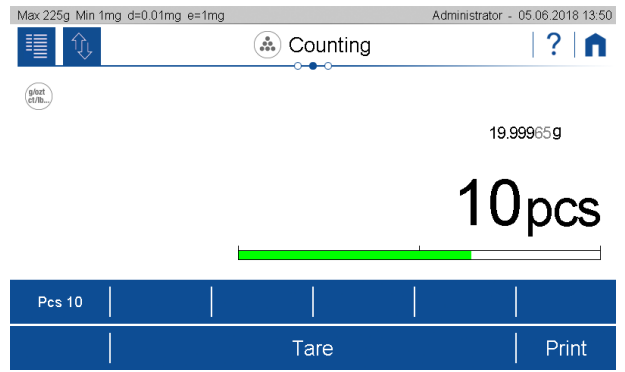 Max 225g Min 1mg d=0.01mg e=1mg Administrator - 05.06.2018 13:50
Counting ?
g/ozt
ct/lb...
19.99965g
10pcs
Pcs 10
Tare Print